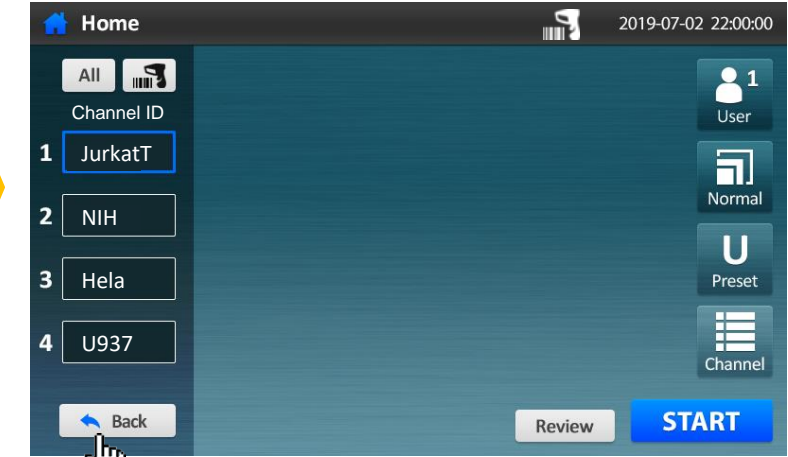 Home
2019-07-02 22:00:00
All
Channel ID
1 JurkatT
2 NIH
3 Hela
4 U937
Back
1
User
Normal
U
Preset
Channel
Review
START